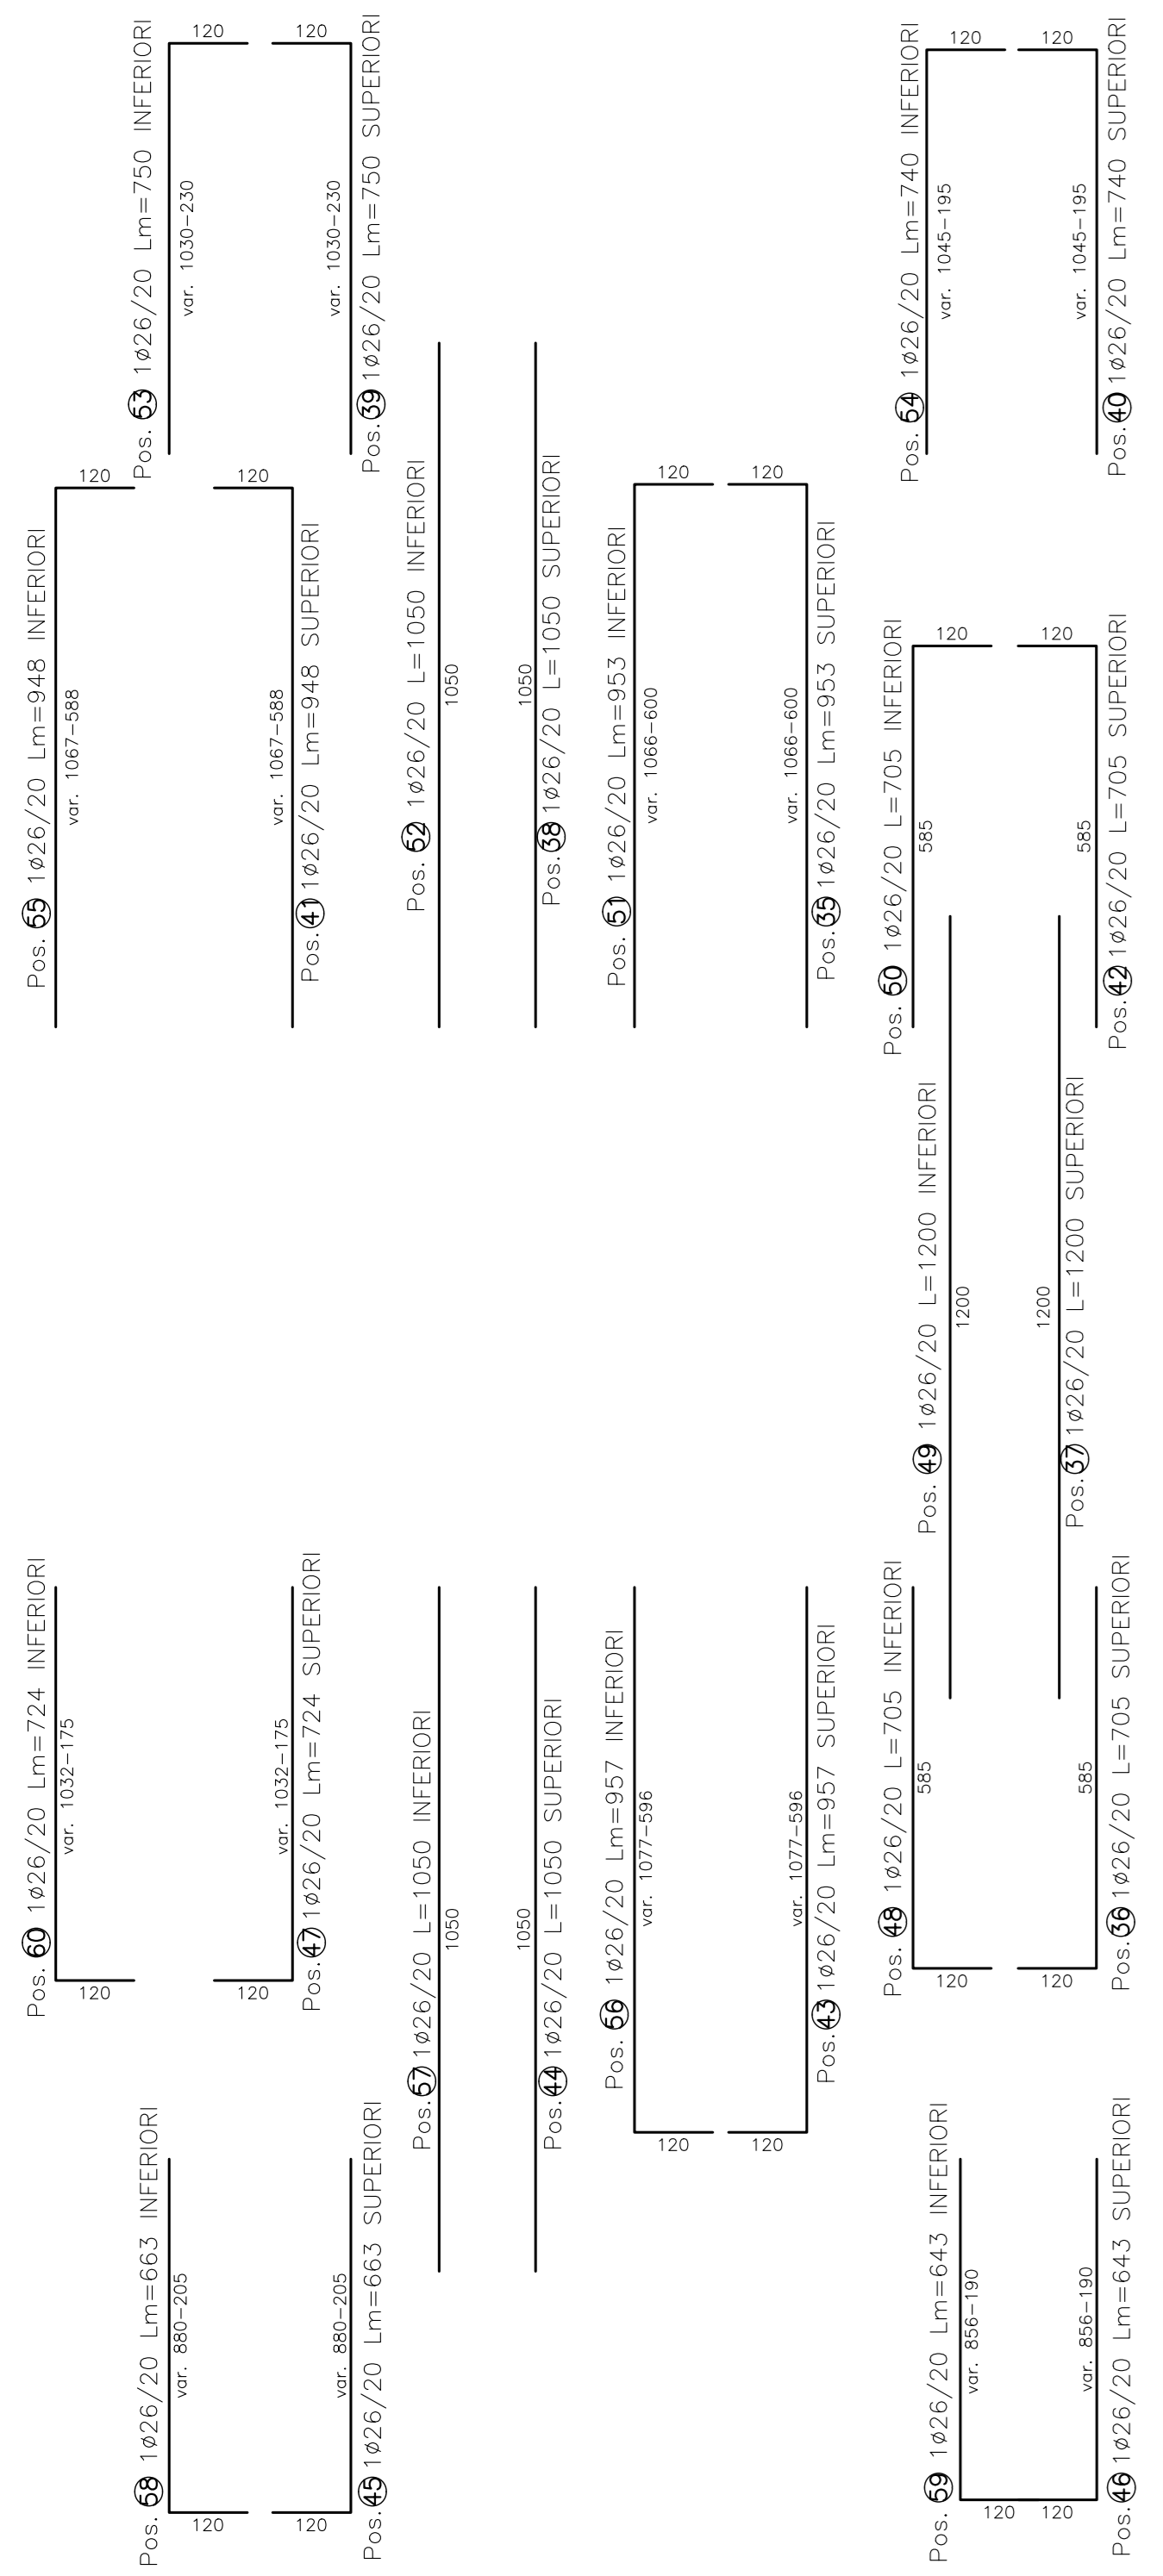 120
120
Pos. 53 1ø26/20 Lm=750 INFERIORI
var. 1030-230
var. 1030-230
Pos. 39 1ø26/20 Lm=750 SUPERIORI
120
120
Pos. 54 1ø26/20 Lm=740 INFERIORI
var. 1045-195
var. 1045-195
Pos. 40 1ø26/20 Lm=740 SUPERIORI
120
120
Pos. 55 1ø26/20 Lm=948 INFERIORI
var. 1067-588
var. 1067-588
Pos. 41 1ø26/20 Lm=948 SUPERIORI
Pos. 52 1ø26/20 L=1050 INFERIORI
1050
1050
Pos. 38 1ø26/20 L=1050 SUPERIORI
120
120
Pos. 51 1ø26/20 Lm=953 INFERIORI
var. 1066-600
var. 1066-600
Pos. 35 1ø26/20 Lm=953 SUPERIORI
120
120
Pos. 50 1ø26/20 L=705 INFERIORI
585
585
Pos. 42 1ø26/20 L=705 SUPERIORI
Pos. 49 1ø26/20 L=1200 INFERIORI
1200
1200
Pos. 37 1ø26/20 L=1200 SUPERIORI
Pos. 60 1ø26/20 Lm=724 INFERIORI
var. 1032-175
var. 1032-175
Pos. 47 1ø26/20 Lm=724 SUPERIORI
120
120
Pos. 57 1ø26/20 L=1050 INFERIORI
1050
1050
Pos. 44 1ø26/20 L=1050 SUPERIORI
Pos. 56 1ø26/20 Lm=957 INFERIORI
var. 1077-596
var. 1077-596
Pos. 43 1ø26/20 Lm=957 SUPERIORI
120
120
Pos. 48 1ø26/20 L=705 INFERIORI
585
585
Pos. 36 1ø26/20 L=705 SUPERIORI
120
120
Pos. 58 1ø26/20 Lm=663 INFERIORI
var. 880-205
var. 880-205
Pos. 45 1ø26/20 Lm=663 SUPERIORI
120
120
Pos. 59 1ø26/20 Lm=643 INFERIORI
var. 856-190
var. 856-190
Pos. 46 1ø26/20 Lm=643 SUPERIORI
120
120